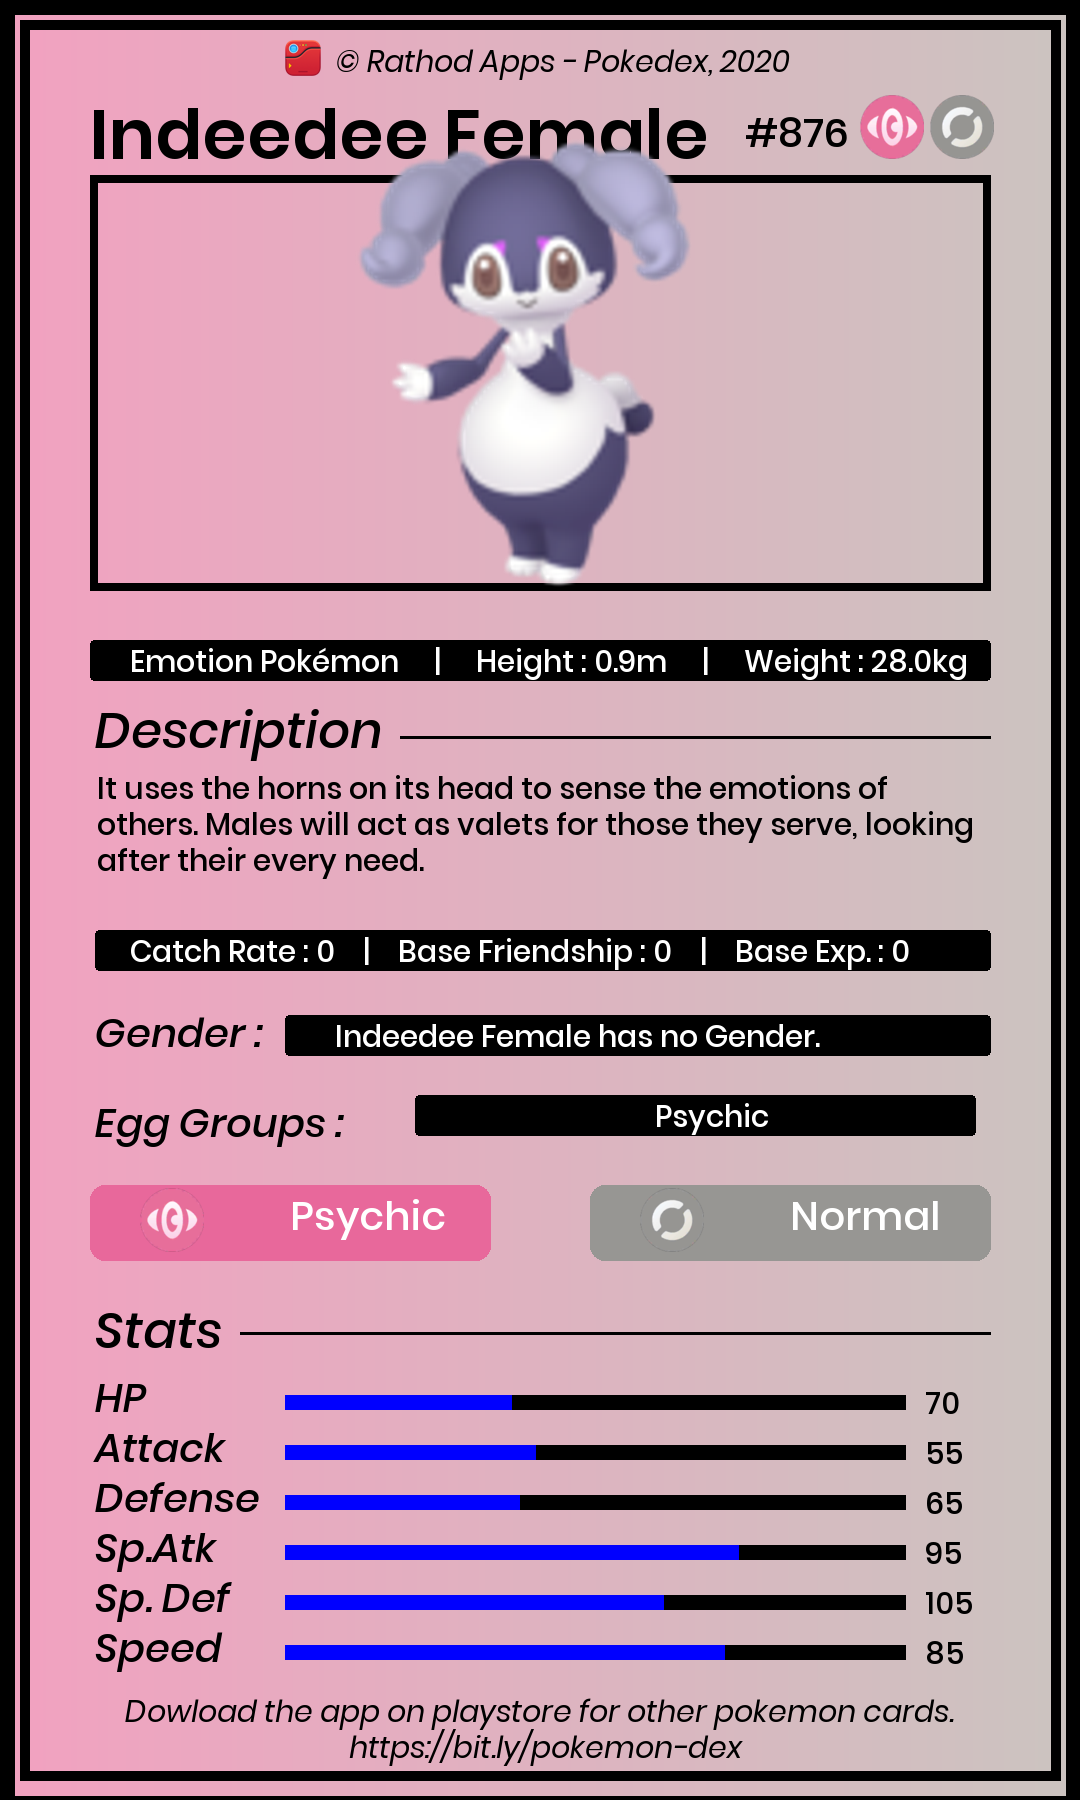 © Rathod Apps - Pokedex, 2020
Indeedee Female #876
Emotion Pokémon | Height : 0.9m | Weight : 28.0kg
Description
It uses the horns on its head to sense the emotions of
others. Males will act as valets for those they serve, looking
after their every need.
Catch Rate : 0 | Base Friendship : 0 | Base Exp. : 0
Gender : Indeedee Female has no Gender.
Egg Groups : Psychic
Psychic Normal
Stats
HP 70
Attack 55
Defense 65
Sp.Atk 95
Sp. Def 105
Speed 85
Dowload the app on playstore for other pokemon cards.
https://bit.ly/pokemon-dex